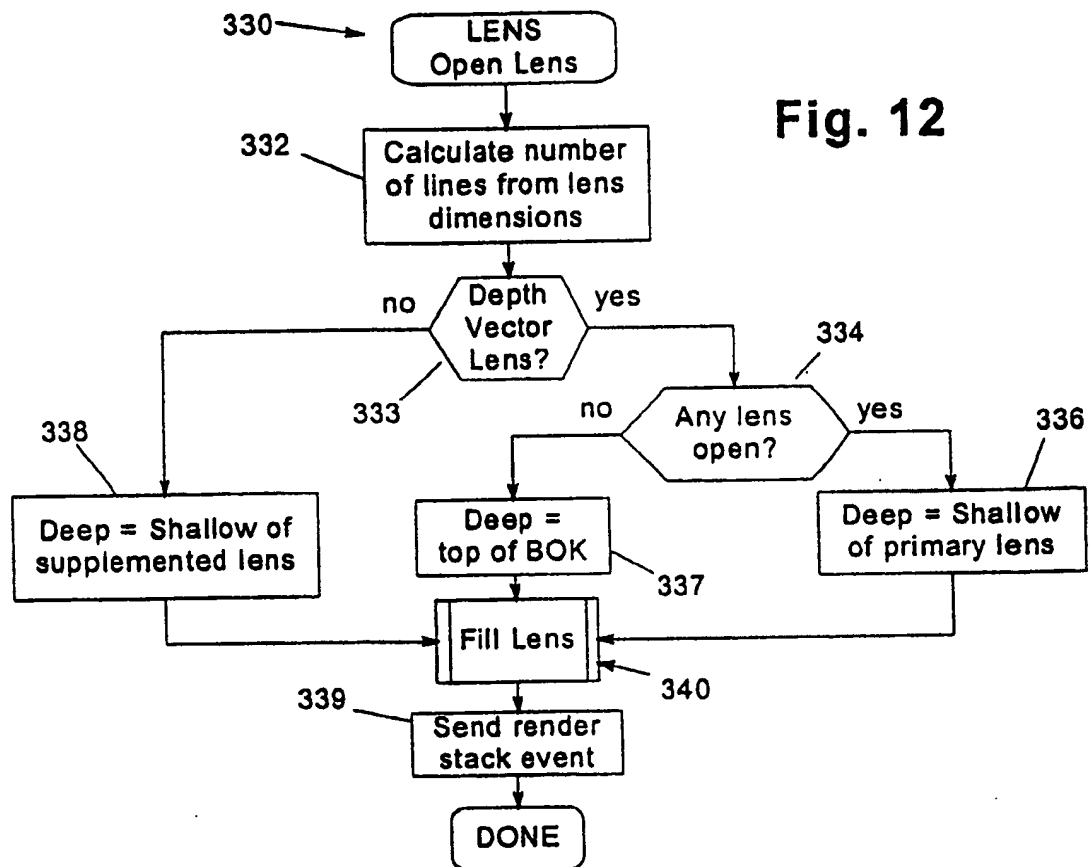 330
LENS
Open Lens
Fig. 12
332
Calculate number
of lines from lens
dimensions
no
Depth
Vector
Lens?
yes
333
334
no
Any lens
open?
yes
338
336
Deep = Shallow of
supplemented lens
Deep =
top of BOK
337
Deep = Shallow
of primary lens
Fill Lens
340
339
Send render
stack event
DONE